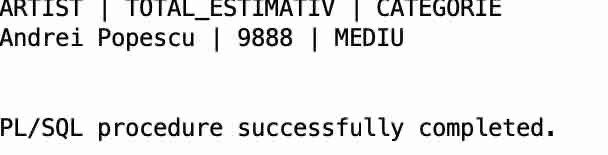 ARTIST | TOTAL_ESTIMATIV | CATEGORIE
Andrei Popescu | 9888 | MEDIU
PL/SQL procedure successfully completed.